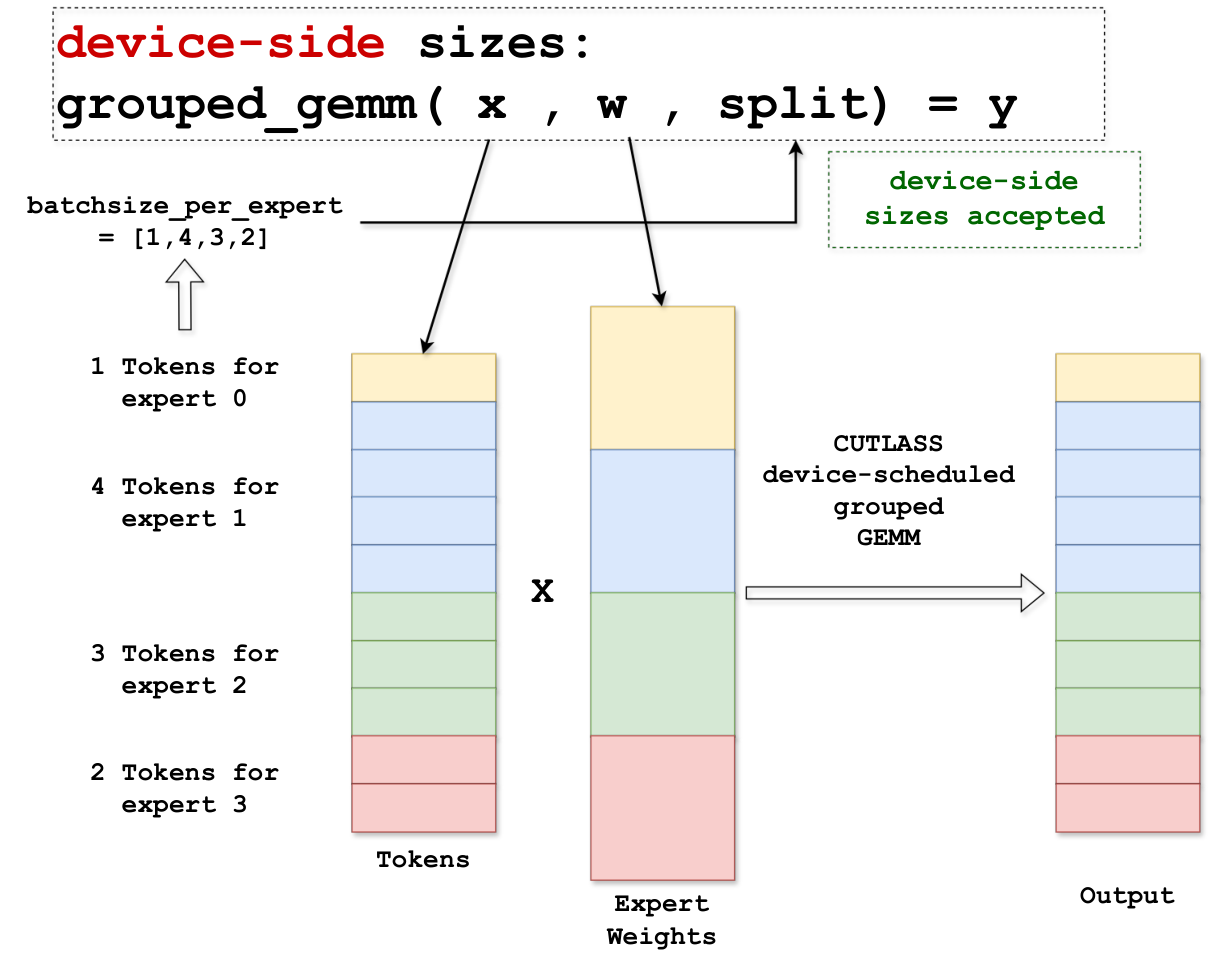 device-side sizes:
grouped_gemm( x , w , split) = y
device-side
sizes accepted
batchsize_per_expert
= [1,4,3,2]
1 Tokens for
expert 0
4 Tokens for
expert 1
3 Tokens for
expert 2
2 Tokens for
expert 3
X
CUTLASS
device-scheduled
grouped
GEMM
Tokens
Expert
Weights
Output